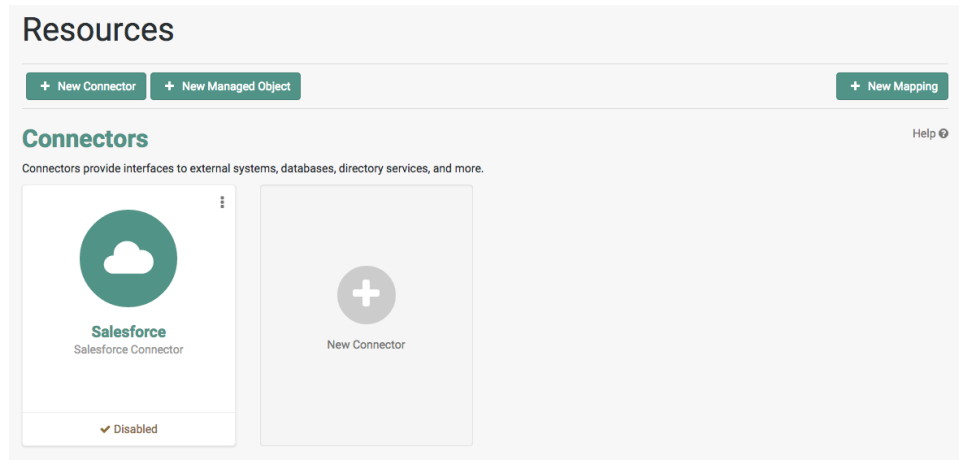 Resources
+ New Connector
+ New Managed Object
+ New Mapping
Connectors
Help
Connectors provide interfaces to external systems, databases, directory services, and more.
Salesforce
Salesforce Connector
Disabled
New Connector